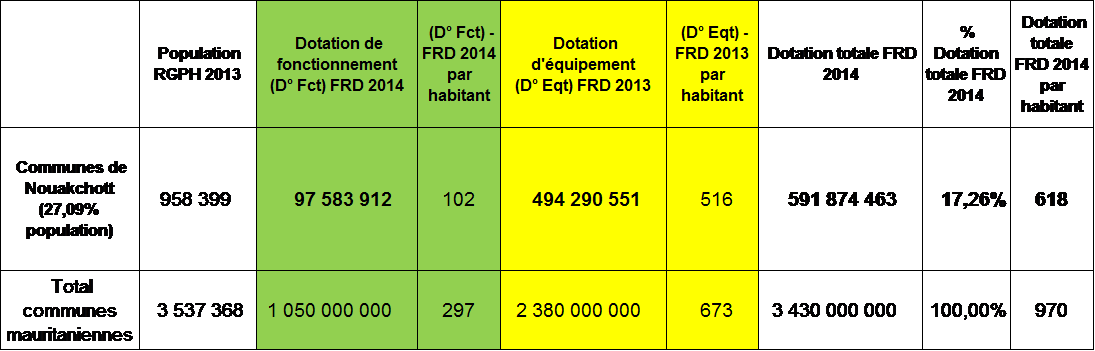 Population
RGPH 2013
Dotation de
fonctionnement
(D° Fct) FRD 2014
(D° Fct) -
FRD 2014
par
habitant
Dotation
d'équipement
(D° Eqt) FRD 2013
(D° Eqt) -
FRD 2013
par
habitant
Dotation totale FRD
2014
%
Dotation
totale FRD
2014
Dotation
totale
FRD 2014
par
habitant
Communes de
Nouakchott
(27,09%
population)
958 399
97 583 912
102
494 290 551
516
591 874 463
17,26%
618
Total
communes
mauritaniennes
3 537 368
1 050 000 000
297
2 380 000 000
673
3 430 000 000
100,00%
970